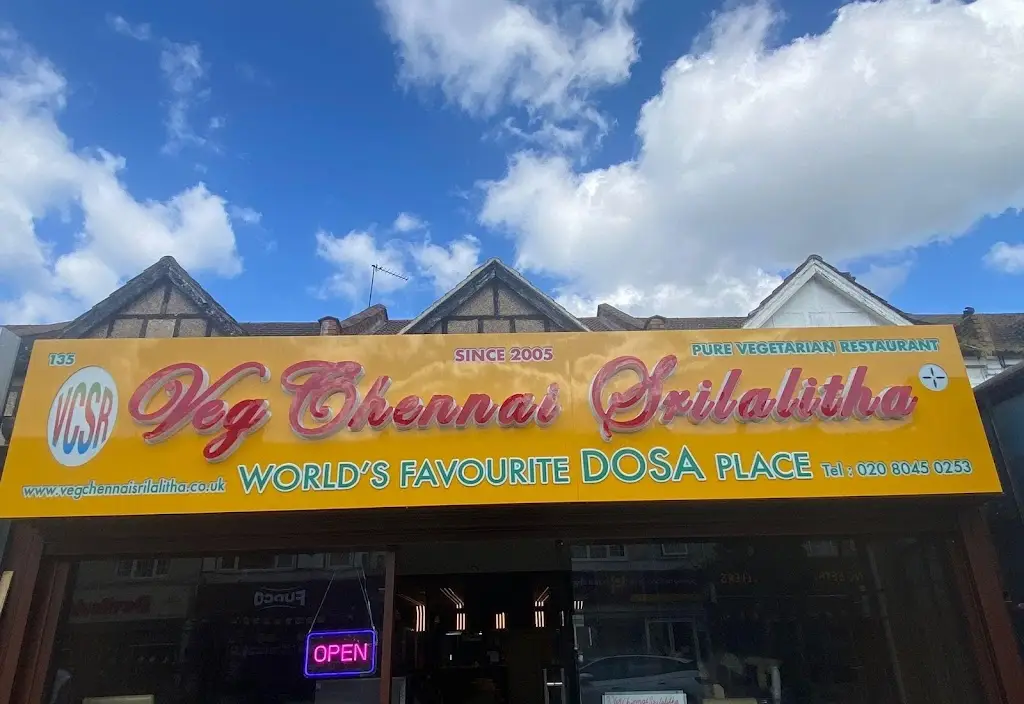 135
SINCE 2005
PURE VEGETARIAN RESTAURANT
VCSR
Veg Chennai Srilalitha
WORLD'S FAVOURITE DOSA PLACE
Tel : 020 8045 0253
www.vegchennaisrilalitha.co.uk
OPEN